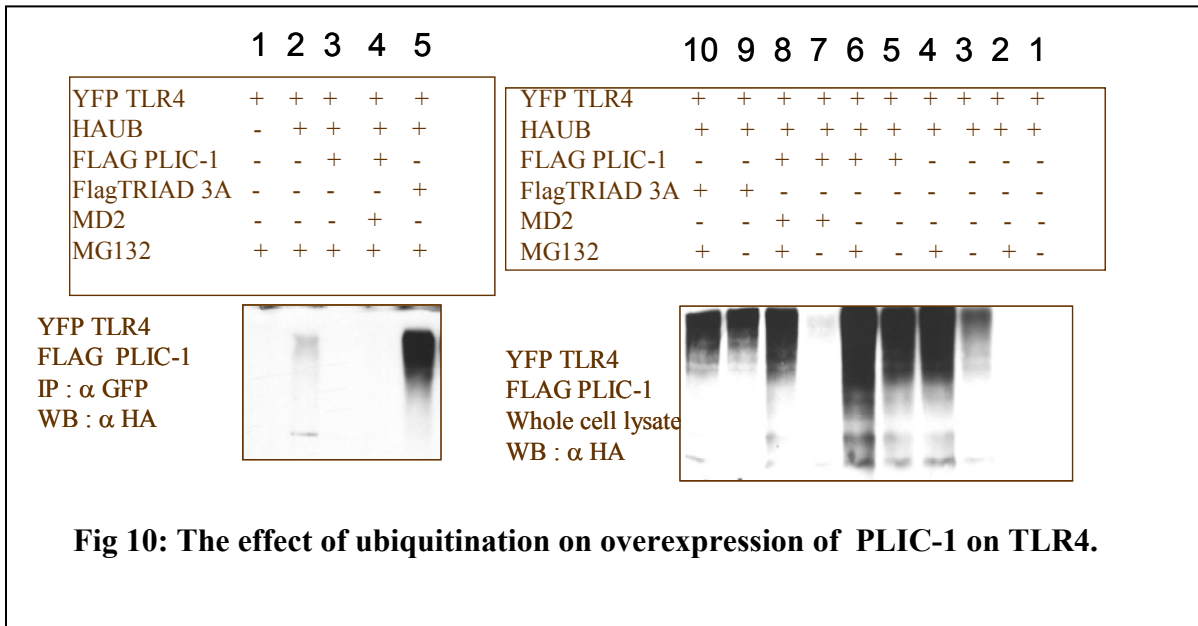 1 2 3 4 5
YFP TLR4 + + + + +
HAUB - + + + +
FLAG PLIC-1 - - + + -
FlagTRIAD 3A - - - - +
MD2 - - - + -
MG132 + + + + +
YFP TLR4
FLAG PLIC-1
IP : α GFP
WB : α HA
10 9 8 7 6 5 4 3 2 1
YFP TLR4 + + + + + + + + + +
HAUB + + + + + + + + + +
FLAG PLIC-1 - - + + + + - - - -
FlagTRIAD 3A + + - - - - - - - -
MD2 - - + + - - - - - -
MG132 + - + - + - + - + -
YFP TLR4
FLAG PLIC-1
Whole cell lysate
WB : α HA
Fig 10: The effect of ubiquitination on overexpression of PLIC-1 on TLR4.